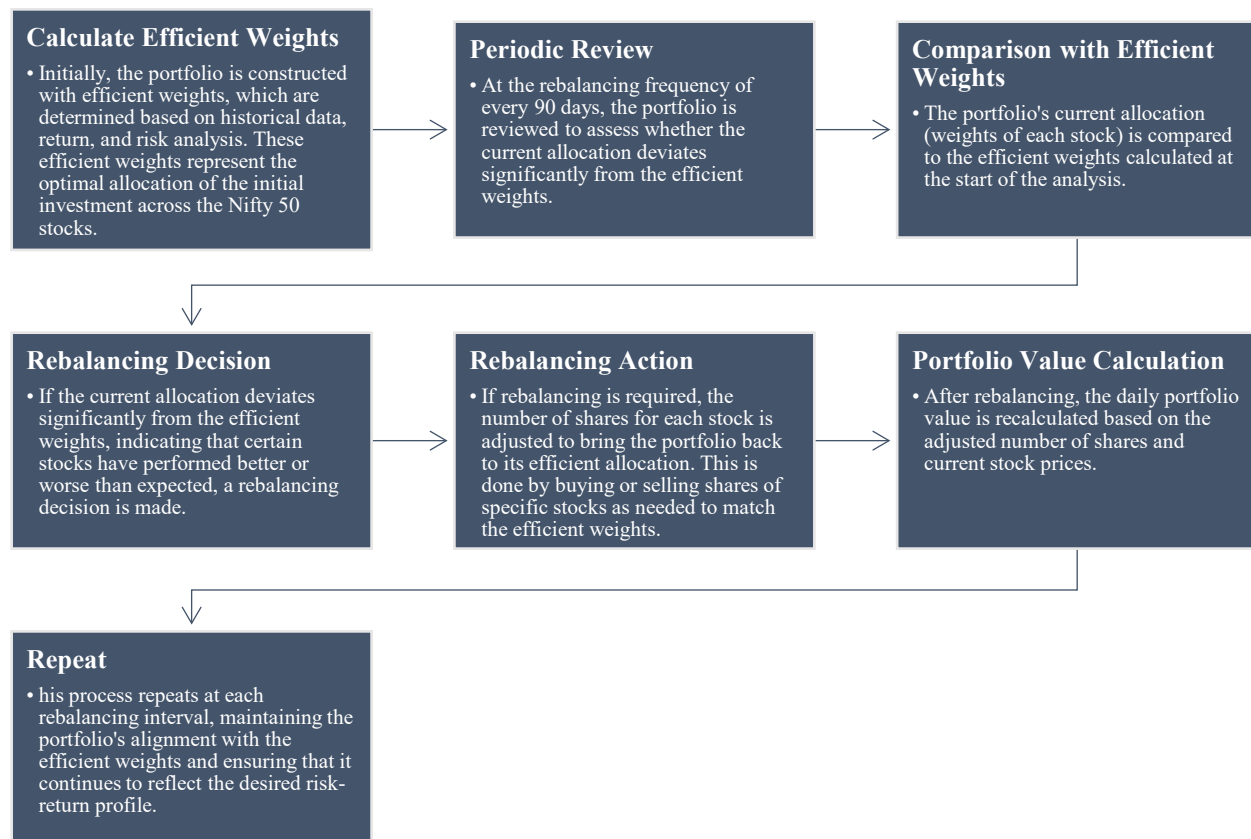 Calculate Efficient Weights
• Initially, the portfolio is constructed
with efficient weights, which are
determined based on historical data,
return, and risk analysis. These
efficient weights represent the
optimal allocation of the initial
investment across the Nifty 50
stocks.
Periodic Review
• At the rebalancing frequency of
every 90 days, the portfolio is
reviewed to assess whether the
current allocation deviates
significantly from the efficient
weights.
Comparison with Efficient
Weights
• The portfolio's current allocation
(weights of each stock) is compared
to the efficient weights calculated at
the start of the analysis.
Rebalancing Decision
• If the current allocation deviates
significantly from the efficient
weights, indicating that certain
stocks have performed better or
worse than expected, a rebalancing
decision is made.
Rebalancing Action
• If rebalancing is required, the
number of shares for each stock is
adjusted to bring the portfolio back
to its efficient allocation. This is
done by buying or selling shares of
specific stocks as needed to match
the efficient weights.
Portfolio Value Calculation
• After rebalancing, the daily portfolio
value is recalculated based on the
adjusted number of shares and
current stock prices.
Repeat
• his process repeats at each
rebalancing interval, maintaining the
portfolio's alignment with the
efficient weights and ensuring that it
continues to reflect the desired risk-
return profile.